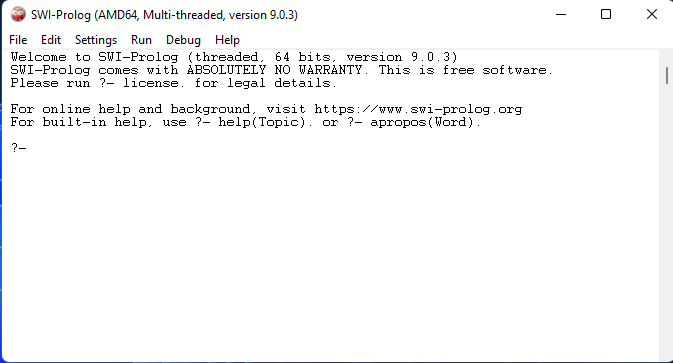 SWI-Prolog (AMD64, Multi-threaded, version 9.0.3)
File Edit Settings Run Debug Help
Welcome to SWI-Prolog (threaded, 64 bits, version 9.0.3)
SWI-Prolog comes with ABSOLUTELY NO WARRANTY. This is free software.
Please run ?- license. for legal details.
For online help and background, visit https://www.swi-prolog.org
For built-in help, use ?- help(Topic). or ?- apropos(Word).
?-